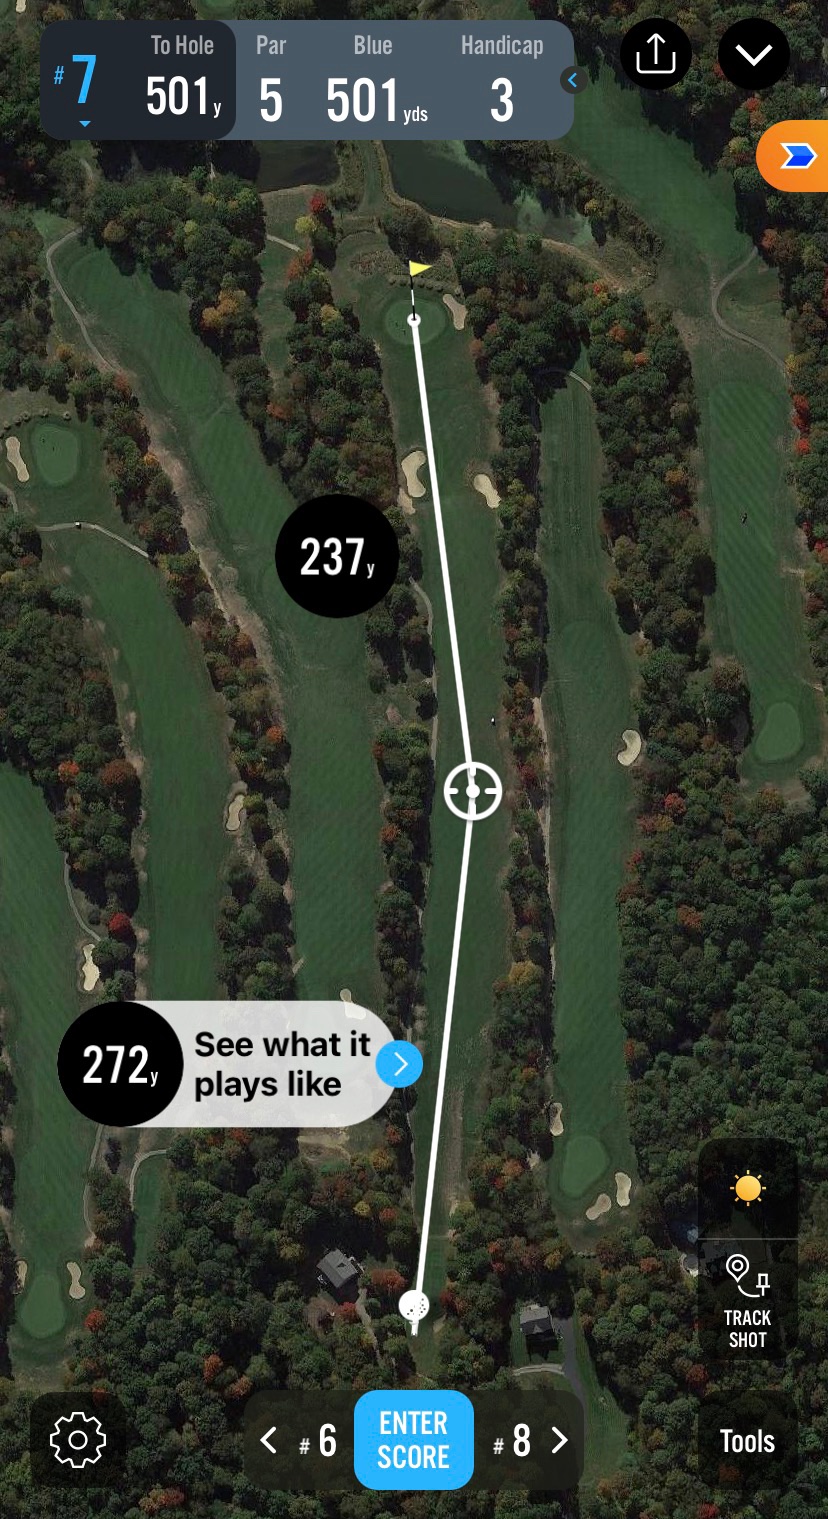 # 7
To Hole
501y
Par
5
Blue
501yds
Handicap
3
237y
272y
See what it
plays like
TRACK
SHOT
# 6
ENTER
SCORE
# 8
Tools